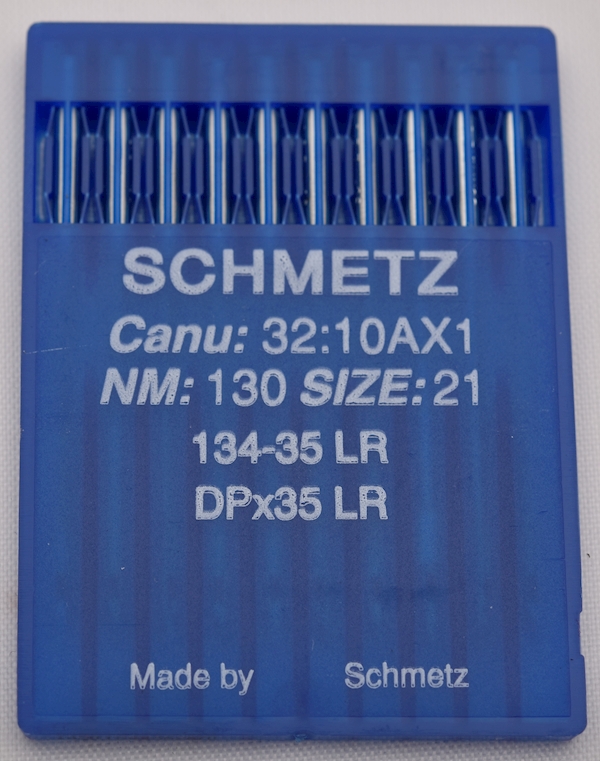 SCHMETZ
Canu: 32:10AX1
NM: 130 SIZE: 21
134-35 LR
DPx35 LR
Made by Schmetz